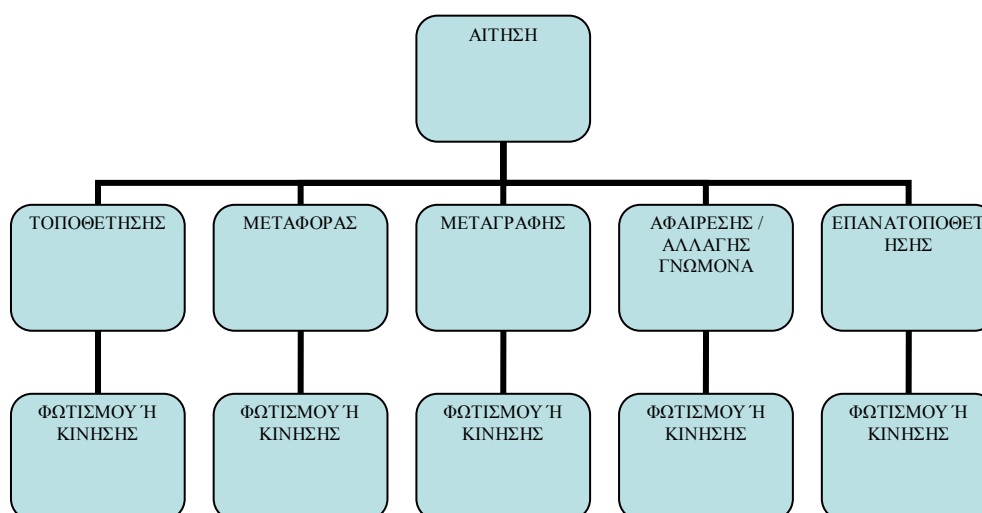 ΑΙΤΗΣΗ
ΤΟΠΟΘΕΤΗΣΗΣ
ΜΕΤΑΦΟΡΑΣ
ΜΕΤΑΓΡΑΦΗΣ
ΑΦΑΙΡΕΣΗΣ /
ΑΛΛΑΓΗΣ
ΓΝΩΜΟΝΑ
ΕΠΑΝΑΤΟΠΟΘΕΤ
ΗΣΗΣ
ΦΩΤΙΣΜΟΥ Ή
ΚΙΝΗΣΗΣ
ΦΩΤΙΣΜΟΥ Ή
ΚΙΝΗΣΗΣ
ΦΩΤΙΣΜΟΥ Ή
ΚΙΝΗΣΗΣ
ΦΩΤΙΣΜΟΥ Ή
ΚΙΝΗΣΗΣ
ΦΩΤΙΣΜΟΥ Ή
ΚΙΝΗΣΗΣ